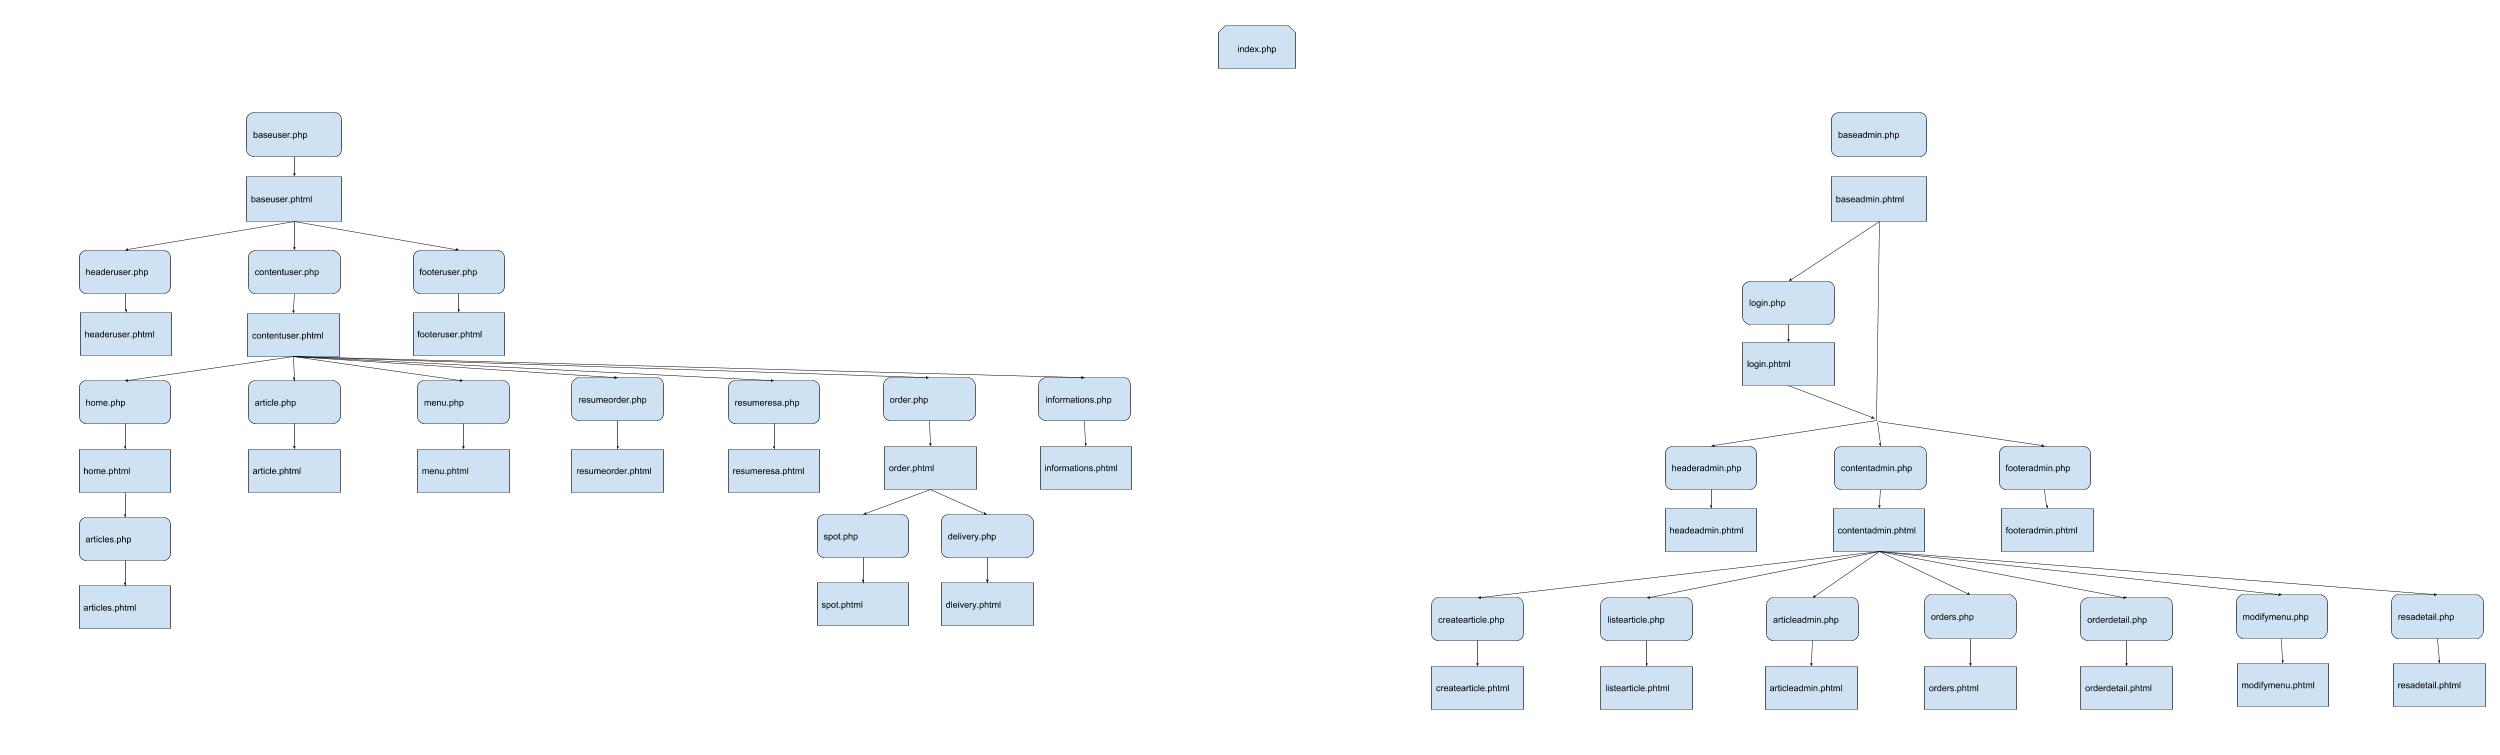 index.php
baseuser.php
baseadmin.php
baseuser.phtml
baseadmin.phtml
headeruser.php
contentuser.php
footeruser.php
login.php
headeruser.phtml
contentuser.phtml
footeruser.phtml
login.phtml
home.php
article.php
menu.php
resumeorder.php
resumeresa.php
order.php
informations.php
home.phtml
article.phtml
menu.phtml
resumeorder.phtml
resumeresa.phtml
order.phtml
informations.phtml
headeradmin.php
contentadmin.php
footeradmin.php
articles.php
spot.php
delivery.php
headeadmin.phtml
contentadmin.phtml
footeradmin.phtml
articles.phtml
spot.phtml
dleivery.phtml
createarticle.php
listearticle.php
articleadmin.php
orders.php
orderdetail.php
modifymenu.php
resadetail.php
createarticle.phtml
listearticle.phtml
articleadmin.phtml
orders.phtml
orderdetail.phtml
modifymenu.phtml
resadetail.phtml